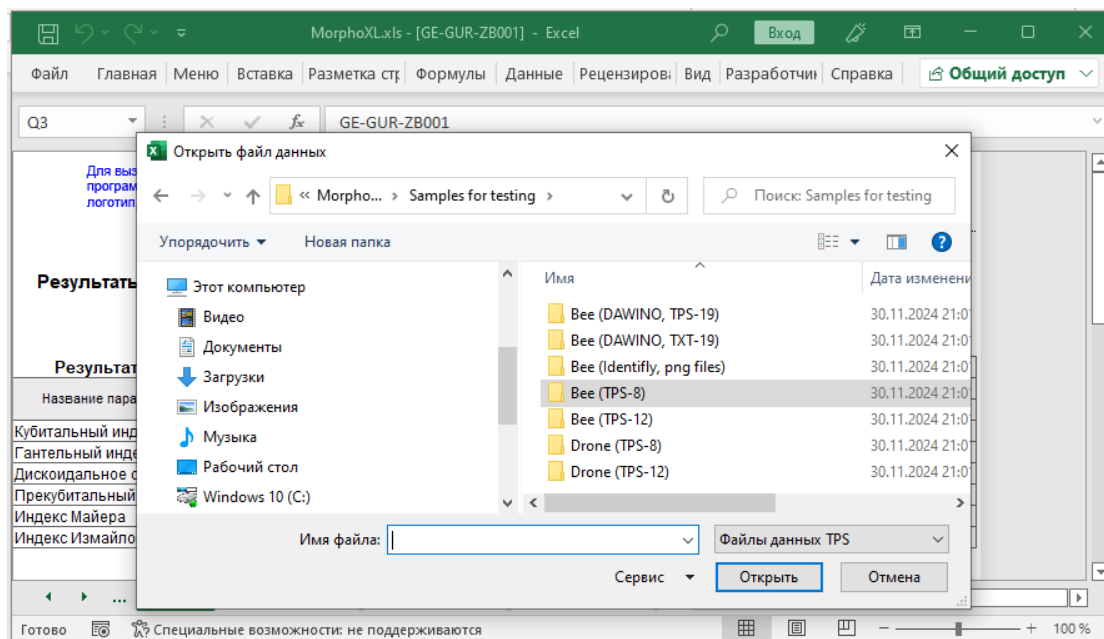 MorphoXL.xls - [GE-GUR-ZB001] - Excel
Вход
Файл Главная Меню Вставка Разметка стр Формулы Данные Рецензирова Вид Разработчик Справка Общий доступ
Q3 fx GE-GUR-ZB001
Для выз
програм
логотип
Результать
Результат
Название пара
Кубитальный инд
Гантельный инде
Дискоидальное с
Прекубитальный
Индекс Майера
Индекс Измайло
Открыть файл данных
« Morpho... › Samples for testing ›
Поиск: Samples for testing
Упорядочить Новая папка
Этот компьютер
Видео
Документы
Загрузки
Изображения
Музыка
Рабочий стол
Windows 10 (C:)
Имя Дата изменени
Bee (DAWINO, TPS-19) 30.11.2024 21:0
Bee (DAWINO, TXT-19) 30.11.2024 21:0
Bee (Identifly, png files) 30.11.2024 21:0
Bee (TPS-8) 30.11.2024 21:0
Bee (TPS-12) 30.11.2024 21:0
Drone (TPS-8) 30.11.2024 21:0
Drone (TPS-12) 30.11.2024 21:0
Имя файла: Файлы данных TPS
Сервис Открыть Отмена
...
Готово Специальные возможности: не поддерживаются 100 %